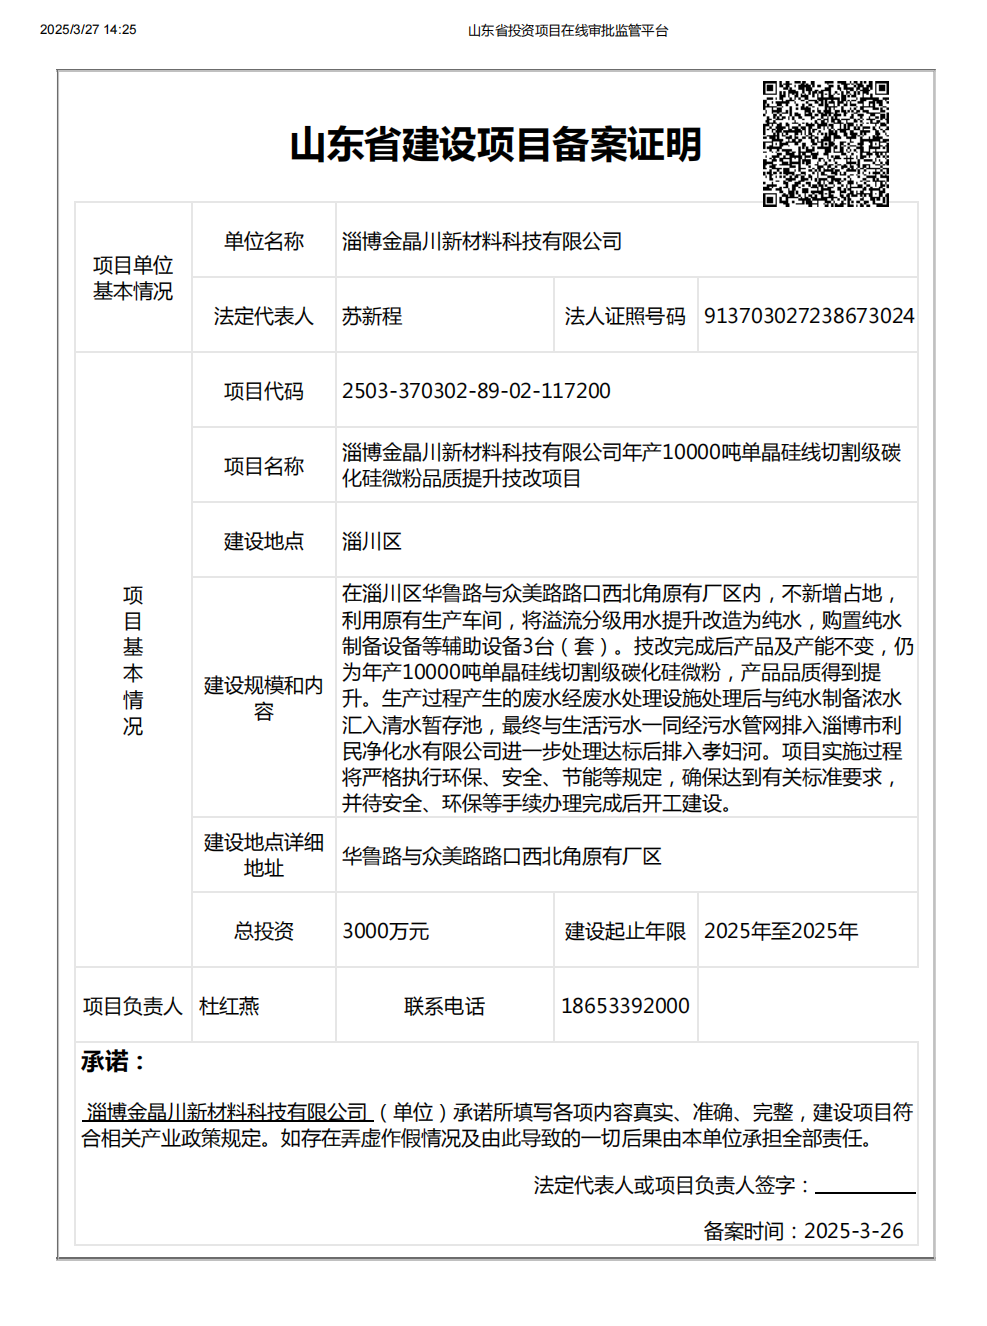 2025/3/27 14:25
山东省投资项目在线审批监管平台
山东省建设项目备案证明
项目单位
基本情况
单位名称
淄博金晶川新材料科技有限公司
法定代表人
苏新程
法人证照号码
913703027238673024
项
目
基
本
情
况
项目代码
2503-370302-89-02-117200
项目名称
淄博金晶川新材料科技有限公司年产10000吨单晶硅线切割级碳
化硅微粉品质提升技改项目
建设地点
淄川区
建设规模和内
容
在淄川区华鲁路与众美路路口西北角原有厂区内，不新增占地，
利用原有生产车间，将溢流分级用水提升改造为纯水，购置纯水
制备设备等辅助设备3台（套）。技改完成后产品及产能不变，仍
为年产10000吨单晶硅线切割级碳化硅微粉，产品品质得到提
升。生产过程产生的废水经废水处理设施处理后与纯水制备浓水
汇入清水暂存池，最终与生活污水一同经污水管网排入淄博市利
民净化水有限公司进一步处理达标后排入孝妇河。项目实施过程
将严格执行环保、安全、节能等规定，确保达到有关标准要求，
并待安全、环保等手续办理完成后开工建设。
建设地点详细
地址
华鲁路与众美路路口西北角原有厂区
总投资
3000万元
建设起止年限
2025年至2025年
项目负责人
杜红燕
联系电话
18653392000
承诺：
淄博金晶川新材料科技有限公司（单位）承诺所填写各项内容真实、准确、完整，建设项目符
合相关产业政策规定。如存在弄虚作假情况及由此导致的一切后果由本单位承担全部责任。
法定代表人或项目负责人签字：
备案时间：2025-3-26